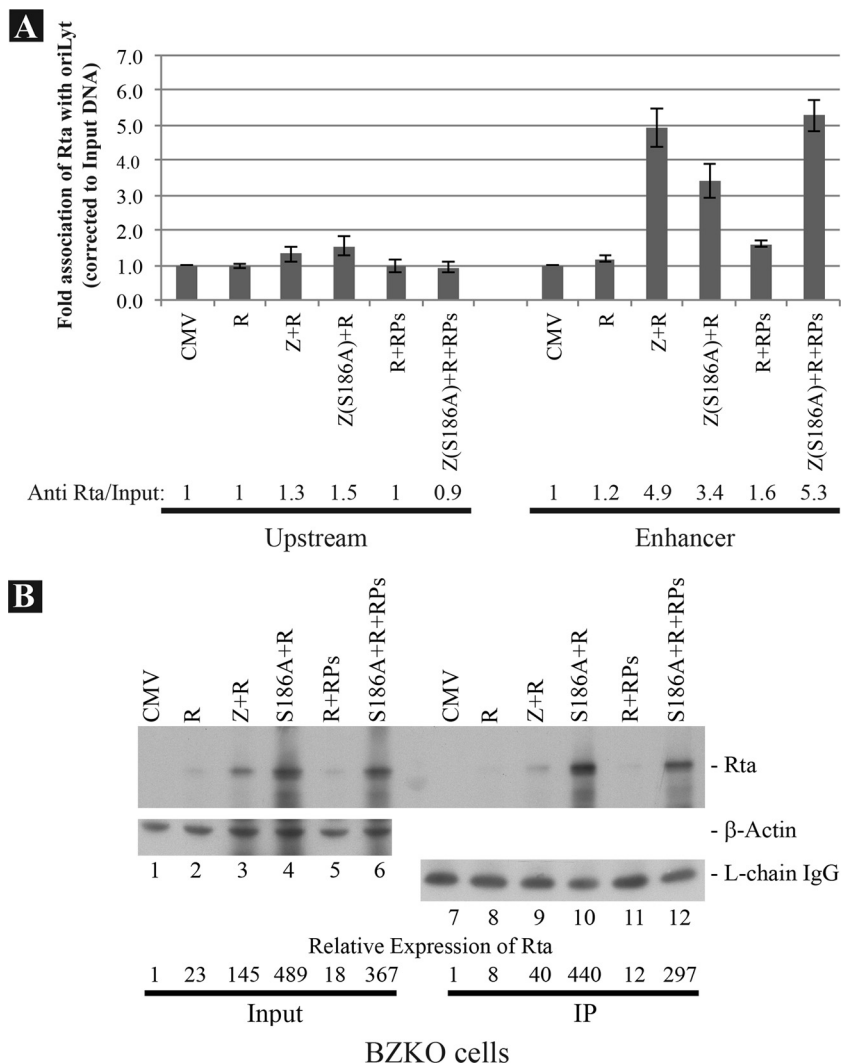 A
Fold association of Rta with oriLyt
(corrected to Input DNA)
7.0
6.0
5.0
4.0
3.0
2.0
1.0
0.0
CMV
R
Z+R
Z(S186A)+R
R+RPs
Z(S186A)+R+RPs
CMV
R
Z+R
Z(S186A)+R
R+RPs
Z(S186A)+R+RPs
Anti Rta/Input: 1 1 1.3 1.5 1 0.9 1 1.2 4.9 3.4 1.6 5.3
Upstream Enhancer
B
CMV
R
Z+R
S186A+R
R+RPs
S186A+R+RPs
CMV
R
Z+R
S186A+R
R+RPs
S186A+R+RPs
- Rta
- β-Actin
1 2 3 4 5 6
- L-chain IgG
7 8 9 10 11 12
Relative Expression of Rta
1 23 145 489 18 367 1 8 40 440 12 297
Input IP
BZKO cells